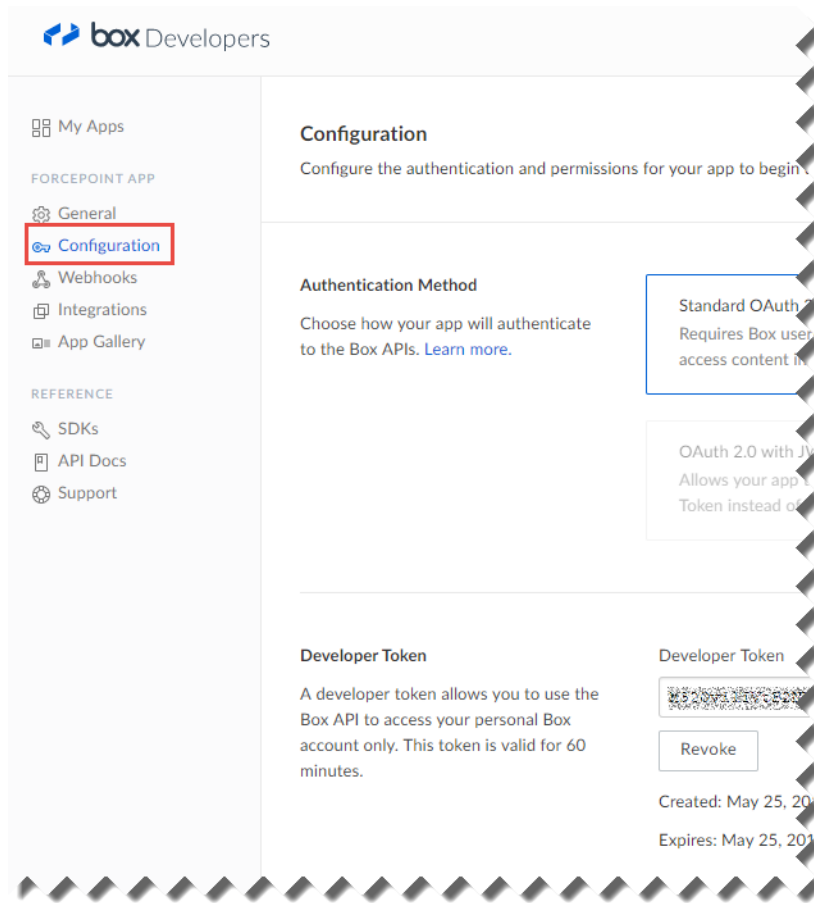 box Developers
My Apps
FORCEPOINT APP
General
Configuration
Webhooks
Integrations
App Gallery
REFERENCE
SDKs
API Docs
Support
Configuration
Configure the authentication and permissions for your app to begin
Authentication Method
Choose how your app will authenticate
to the Box APIs. Learn more.
Standard OAuth
Requires Box user
access content in
OAuth 2.0 with
Allows your app
Token instead of
Developer Token
A developer token allows you to use the
Box API to access your personal Box
account only. This token is valid for 60
minutes.
Developer Token
Revoke
Created: May 25, 20
Expires: May 25, 201